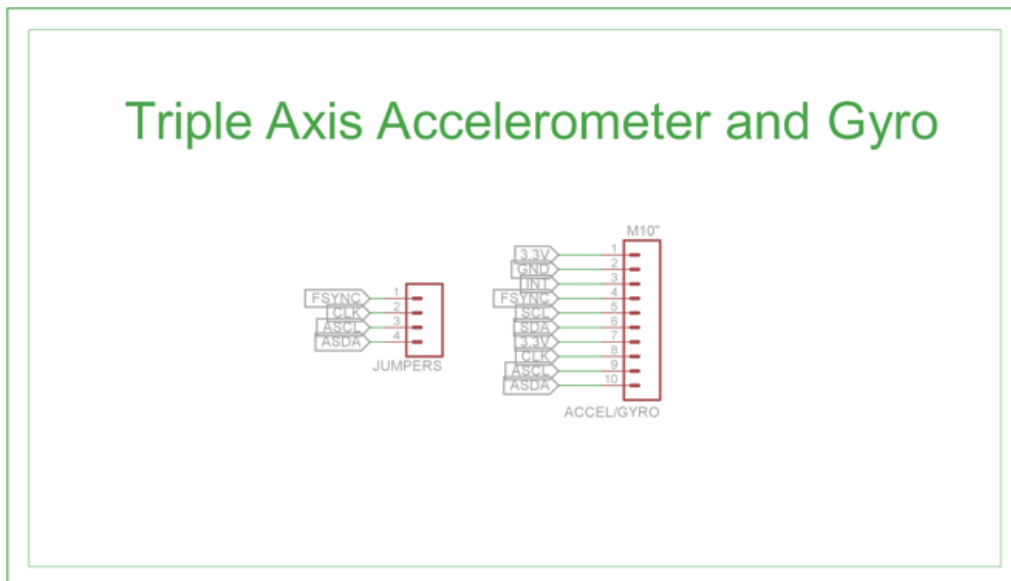 Triple Axis Accelerometer and Gyro
FSYNC 1
CLK 2
ASCL 3
ASDA 4
JUMPERS
M10"
3.3V 1
GND 2
INT 3
FSYNC 4
SCL 5
SDA 6
3.3V 7
CLK 8
ASCL 9
ASDA 10
ACCEL/GYRO